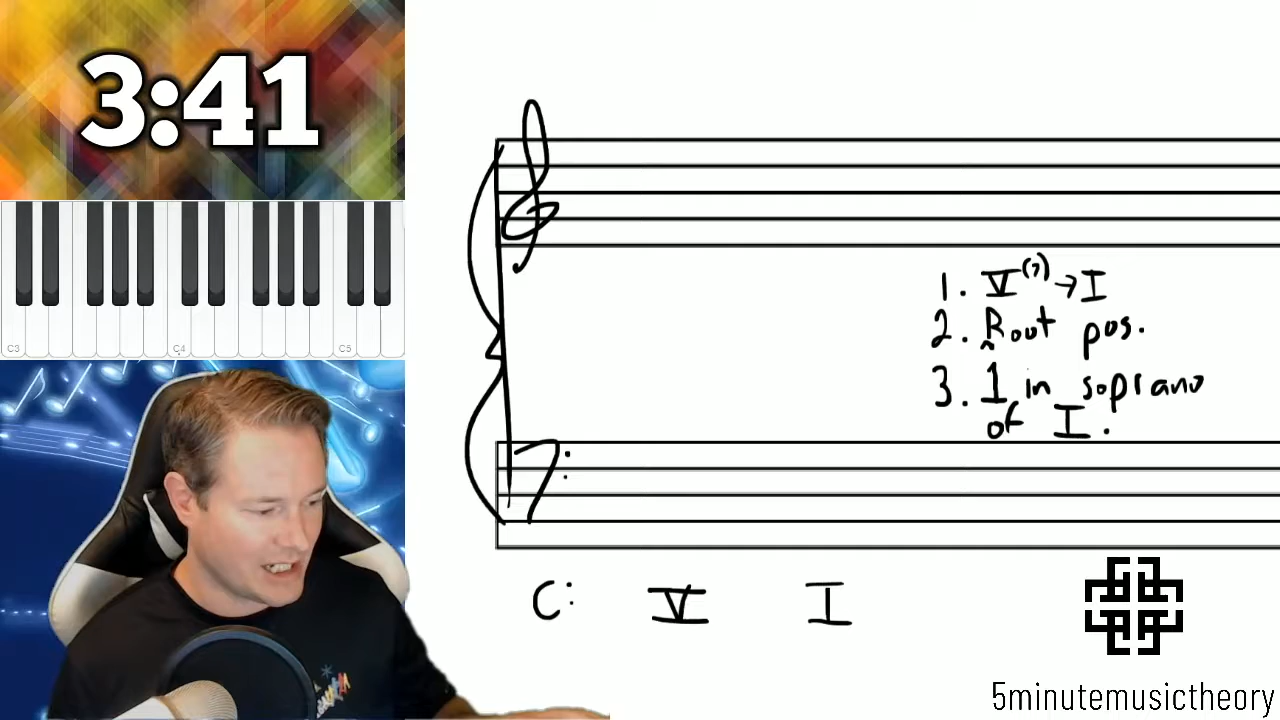 3:41
C3
C4
C5
1. V(7) → I
2. Root pos.
3. 1̂ in soprano
of I.
C: V I
5minutemusictheory